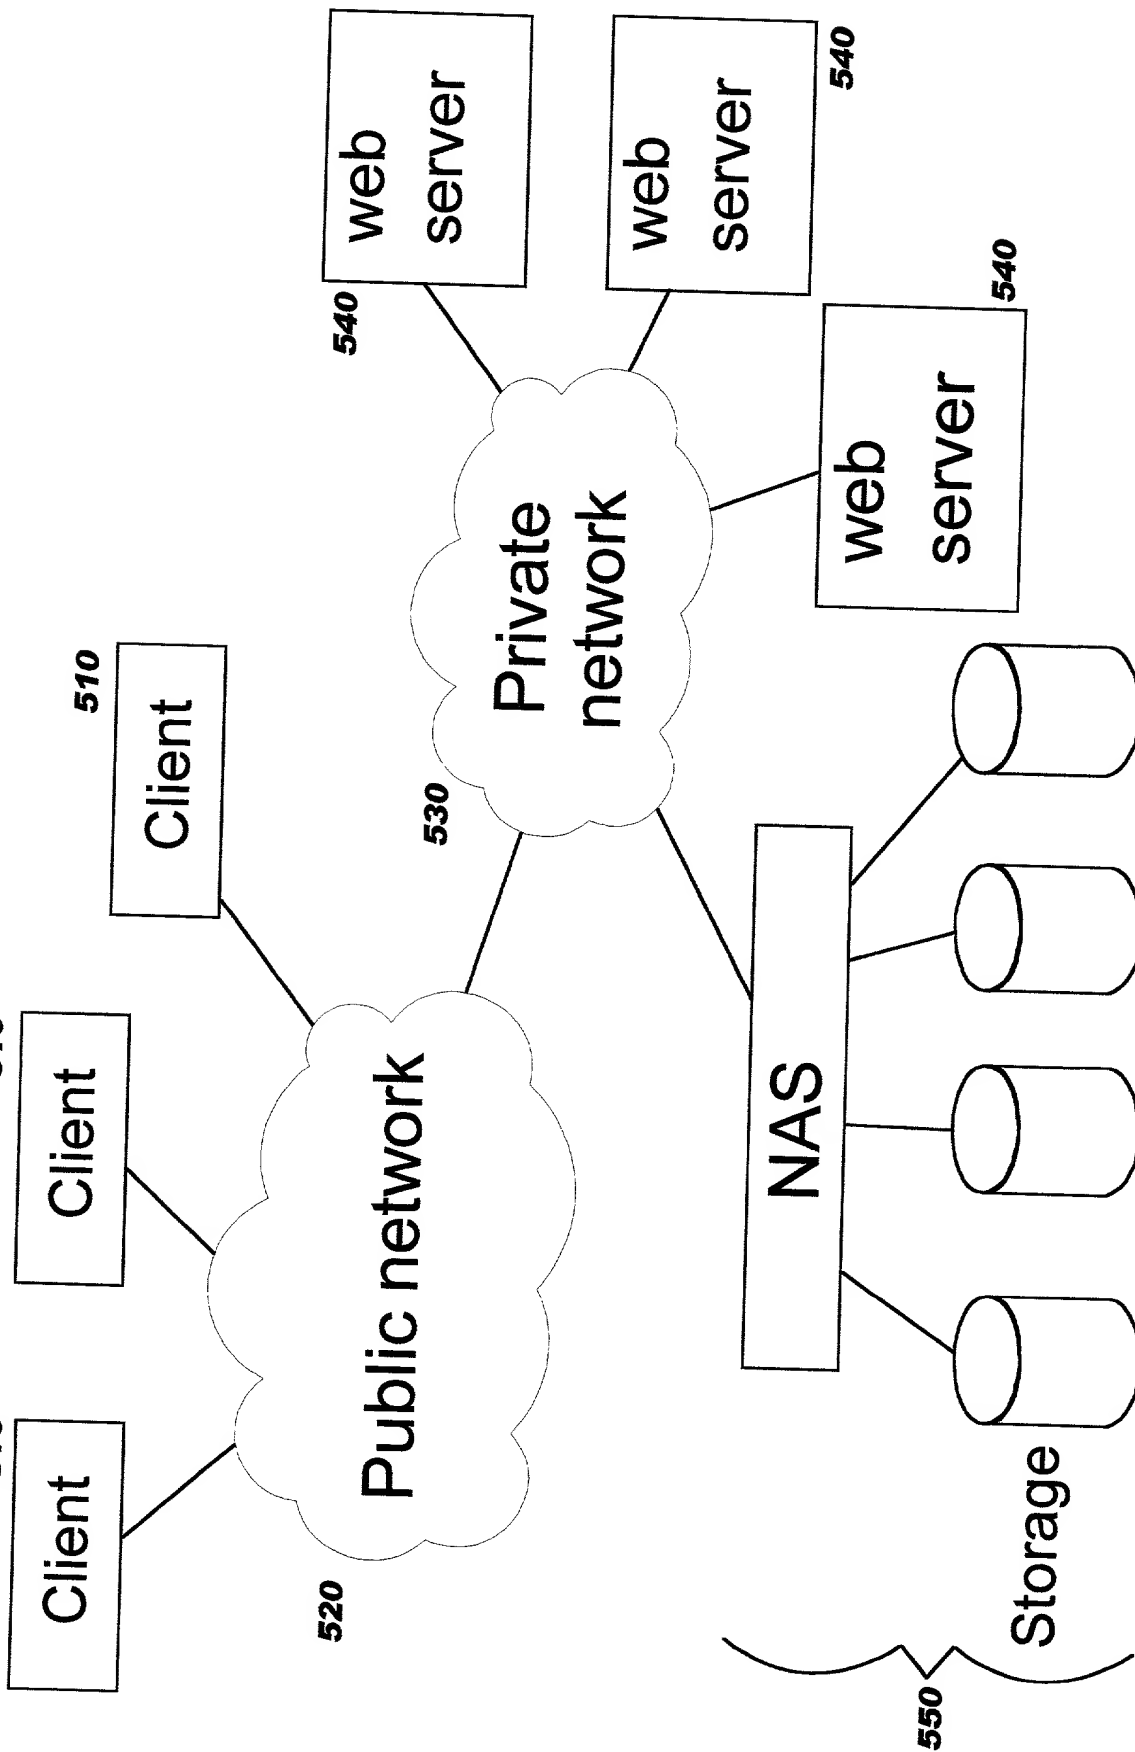 Client
Client
510
Client
520
Public network
530
Private
network
540
web
server
web
server
540
web
server
540
NAS
550
Storage